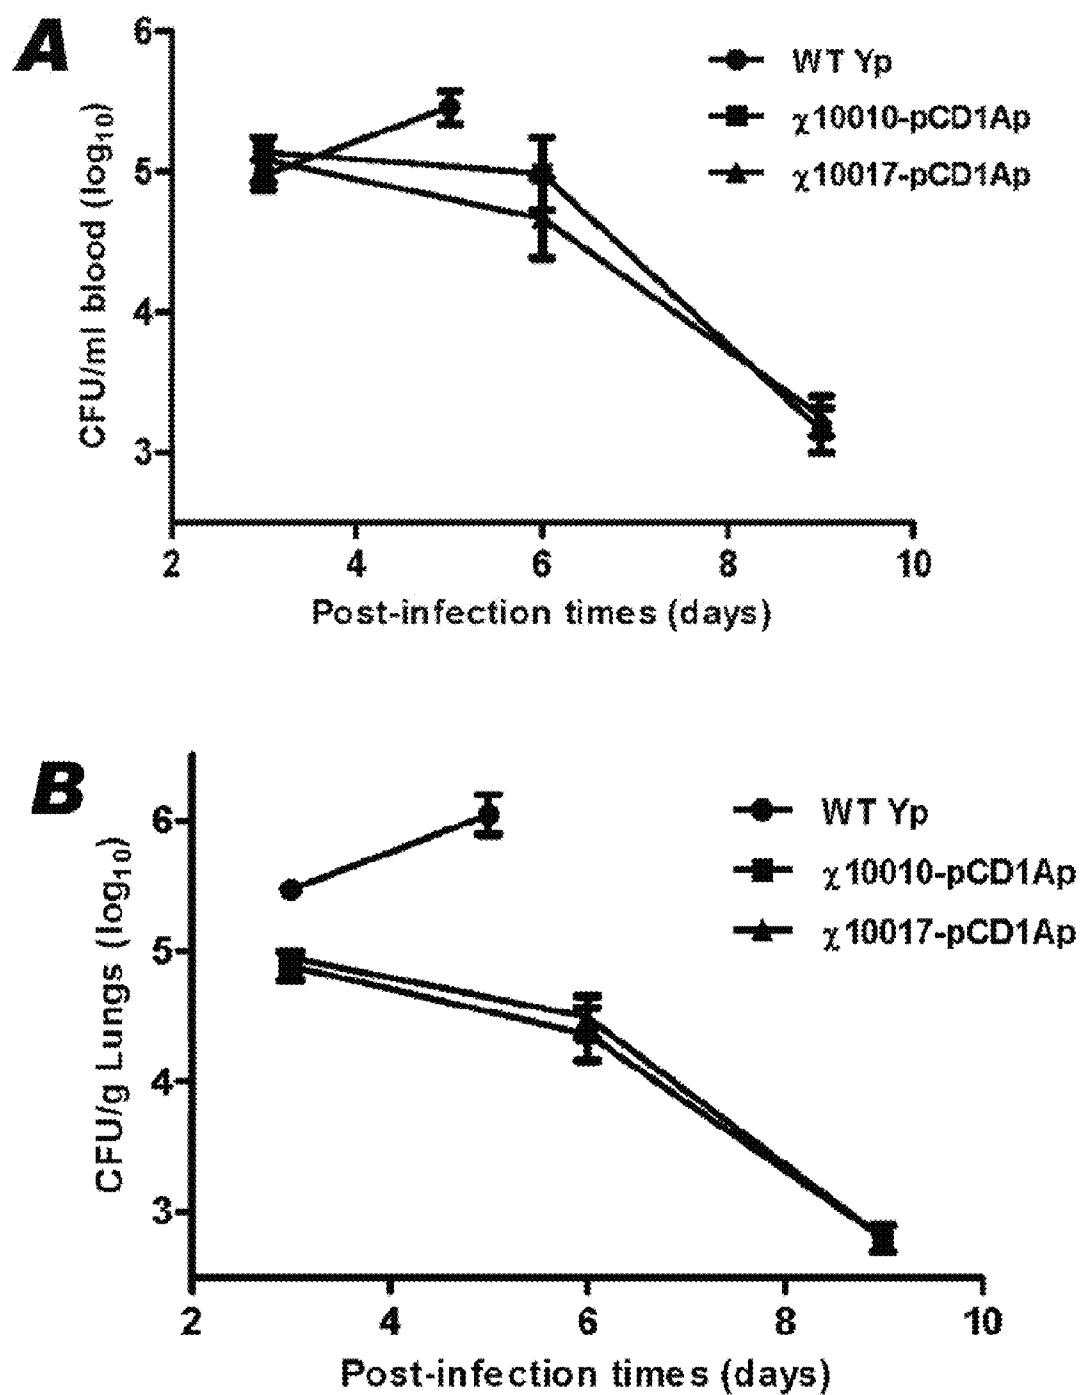 A
6
5
4
3
CFU/ml blood (log10)
WT Yp
χ10010-pCD1Ap
χ10017-pCD1Ap
2 4 6 8 10
Post-infection times (days)
B
6
5
4
3
CFU/g Lungs (log10)
WT Yp
χ10010-pCD1Ap
χ10017-pCD1Ap
2 4 6 8 10
Post-infection times (days)